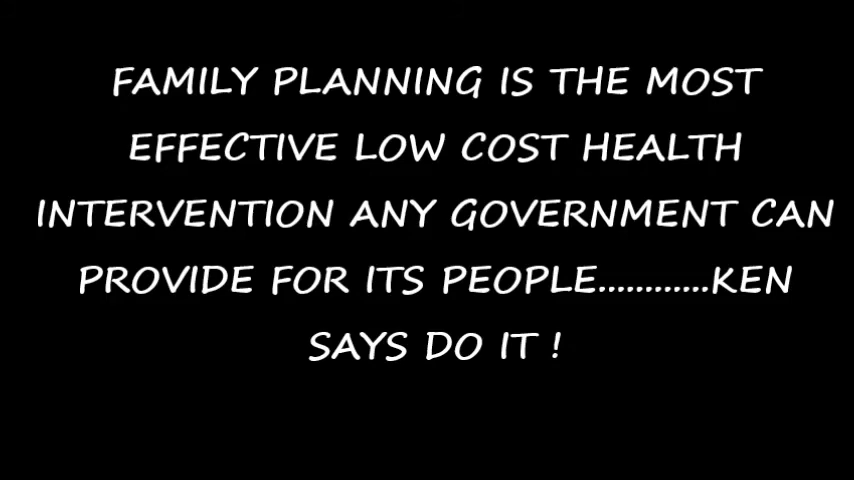 FAMILY PLANNING IS THE MOST
EFFECTIVE LOW COST HEALTH
INTERVENTION ANY GOVERNMENT CAN
PROVIDE FOR ITS PEOPLE............KEN
SAYS DO IT !